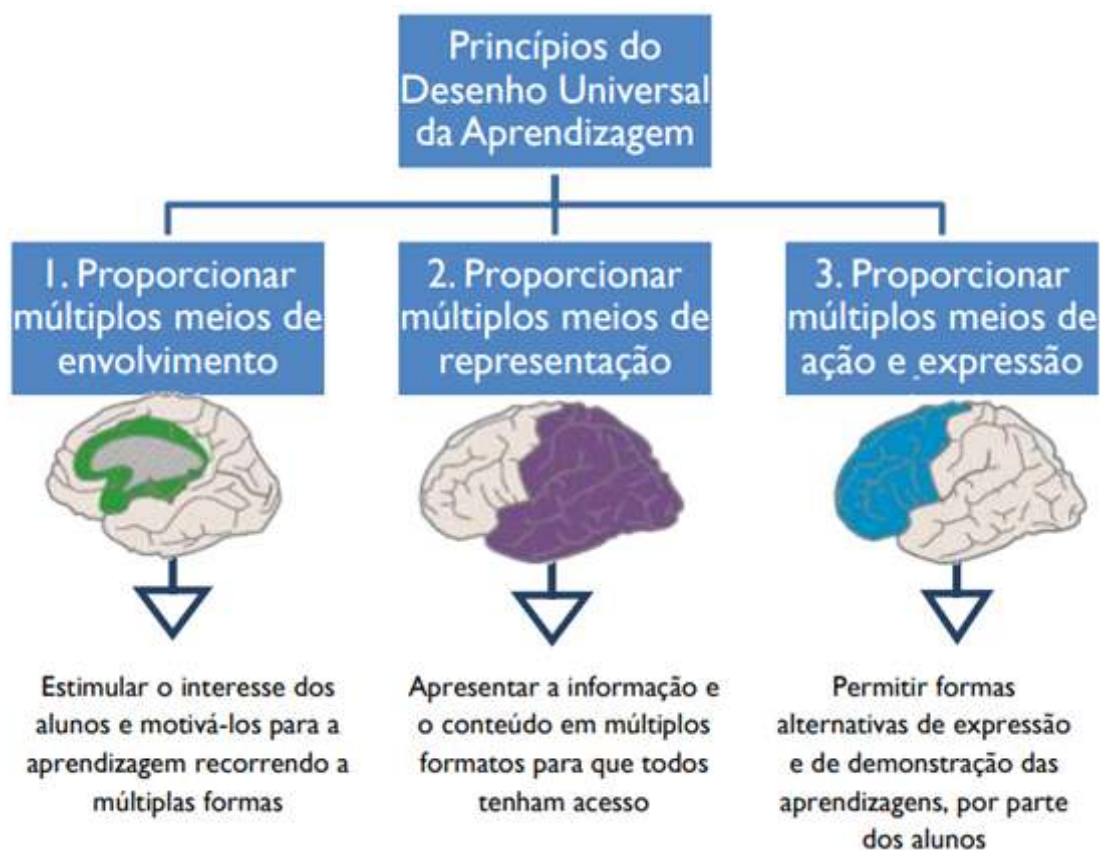 Princípios do
Desenho Universal
da Aprendizagem
1. Proporcionar
múltiplos meios de
envolvimento
2. Proporcionar
múltiplos meios de
representação
3. Proporcionar
múltiplos meios de
ação e expressão
Estimular o interesse dos
alunos e motivá-los para a
aprendizagem recorrendo a
múltiplas formas
Apresentar a informação e
o conteúdo em múltiplos
formatos para que todos
tenham acesso
Permitir formas
alternativas de expressão
e de demonstração das
aprendizagens, por parte
dos alunos